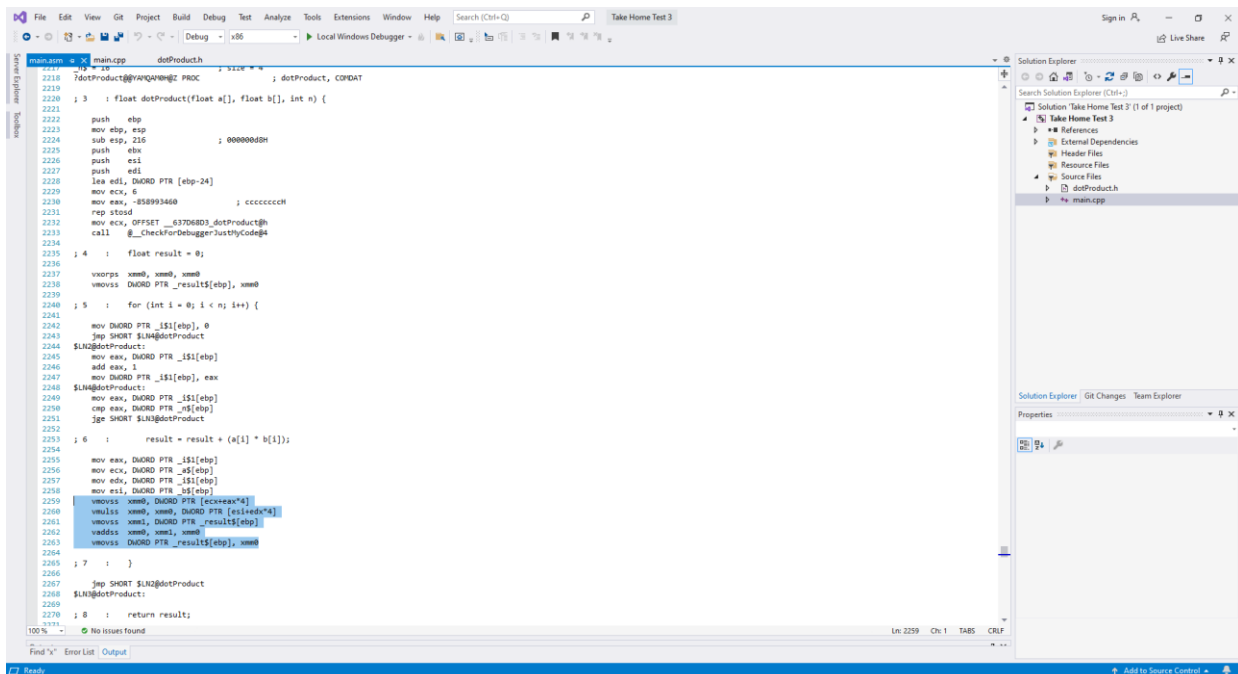 File Edit View Git Project Build Debug Test Analyze Tools Extensions Window Help Search (Ctrl+Q) Take Home Test 3 Sign in
Debug x86 Local Windows Debugger Live Share
Server Explorer
Toolbox
main.asm main.cpp dotProduct.h
2218 ?dotProduct@@YAMQAM0H@Z PROC ; dotProduct, COMDAT
2219
2220 ; 3 : float dotProduct(float a[], float b[], int n) {
2221
2222 push ebp
2223 mov ebp, esp
2224 sub esp, 216 ; 000000d8H
2225 push ebx
2226 push esi
2227 push edi
2228 lea edi, DWORD PTR [ebp-24]
2229 mov ecx, 6
2230 mov eax, -858993460 ; ccccccccH
2231 rep stosd
2232 mov ecx, OFFSET __637D68D3_dotProduct@h
2233 call @__CheckForDebuggerJustMyCode@4
2234
2235 ; 4 : float result = 0;
2236
2237 vxorps xmm0, xmm0, xmm0
2238 vmovss DWORD PTR _result$[ebp], xmm0
2239
2240 ; 5 : for (int i = 0; i < n; i++) {
2241
2242 mov DWORD PTR _i$1[ebp], 0
2243 jmp SHORT $LN4@dotProduct
2244 $LN2@dotProduct:
2245 mov eax, DWORD PTR _i$1[ebp]
2246 add eax, 1
2247 mov DWORD PTR _i$1[ebp], eax
2248 $LN4@dotProduct:
2249 mov eax, DWORD PTR _i$1[ebp]
2250 cmp eax, DWORD PTR _n$[ebp]
2251 jge SHORT $LN3@dotProduct
2252
2253 ; 6 : result = result + (a[i] * b[i]);
2254
2255 mov eax, DWORD PTR _i$1[ebp]
2256 mov ecx, DWORD PTR _a$[ebp]
2257 mov edx, DWORD PTR _i$1[ebp]
2258 mov esi, DWORD PTR _b$[ebp]
2259 vmovss xmm0, DWORD PTR [ecx+eax*4]
2260 vmulss xmm0, xmm0, DWORD PTR [esi+edx*4]
2261 vmovss xmm1, DWORD PTR _result$[ebp]
2262 vaddss xmm0, xmm1, xmm0
2263 vmovss DWORD PTR _result$[ebp], xmm0
2264
2265 ; 7 : }
2266
2267 jmp SHORT $LN2@dotProduct
2268 $LN3@dotProduct:
2269
2270 ; 8 : return result;
100 % No issues found Ln: 2259 Ch: 1 TABS CRLF
Find "x" Error List Output
Ready Add to Source Control
Solution Explorer
Search Solution Explorer (Ctrl+;)
Solution 'Take Home Test 3' (1 of 1 project)
Take Home Test 3
References
External Dependencies
Header Files
Resource Files
Source Files
dotProduct.h
main.cpp
Solution Explorer Git Changes Team Explorer
Properties